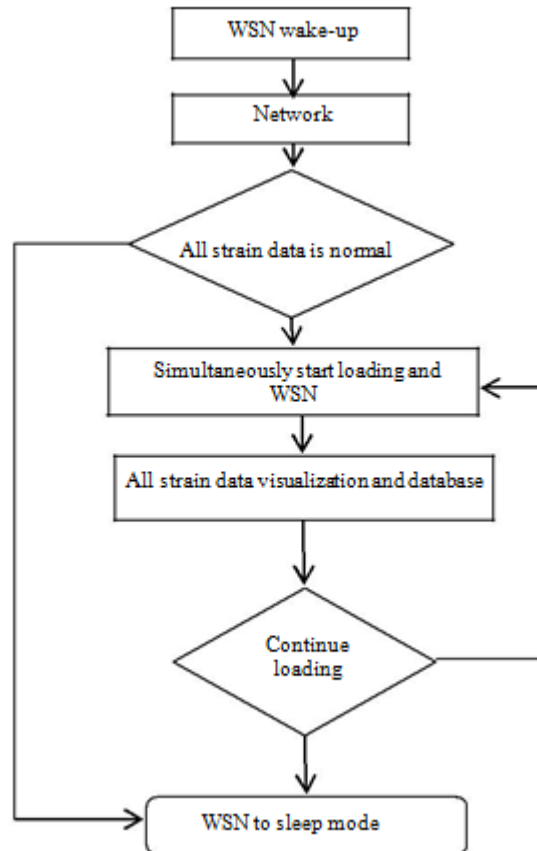 WSN wake-up
Network
All strain data is normal
Simultaneously start loading and
WSN
All strain data visualization and database
Continue
loading
WSN to sleep mode